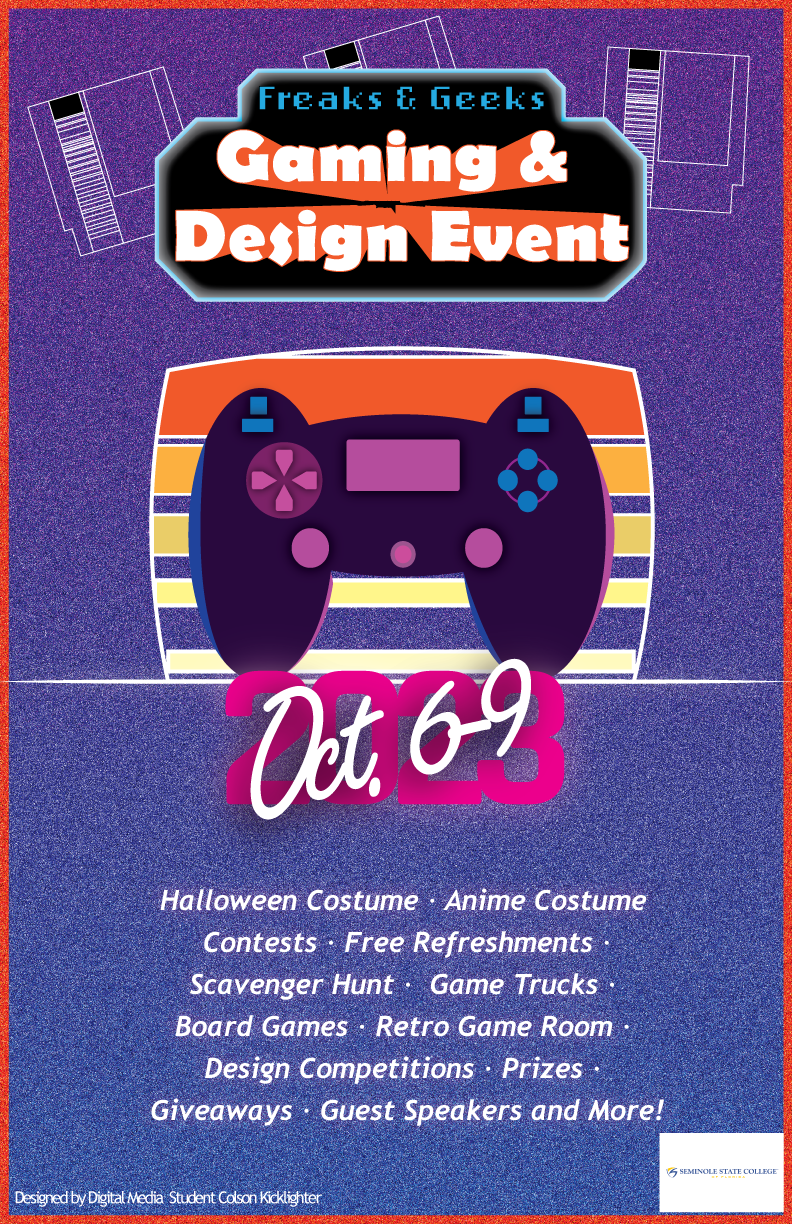 Freaks & Geeks
Gaming &
Design Event
2023
Oct. 6-9
Halloween Costume · Anime Costume
Contests · Free Refreshments ·
Scavenger Hunt · Game Trucks ·
Board Games · Retro Game Room ·
Design Competitions · Prizes ·
Giveaways · Guest Speakers and More!
SEMINOLE STATE COLLEGE
OF FLORIDA
Designed by Digital Media Student Colson Kicklighter